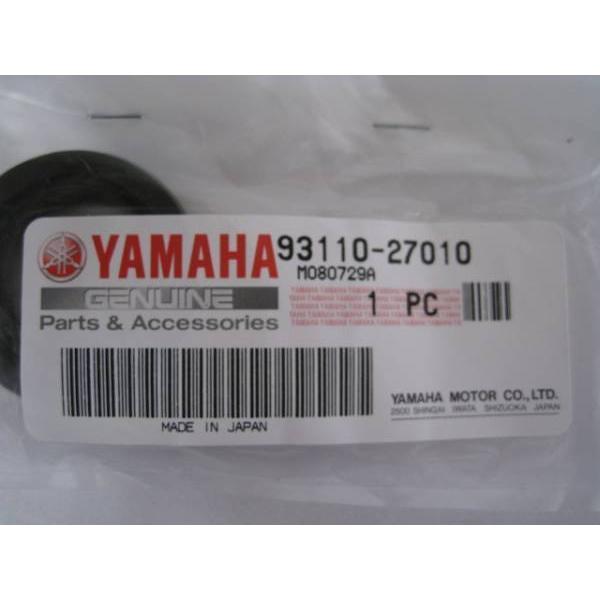 YAMAHA 93110-27010
M080729A
GENUINE
Parts & Accessories
1 PC
YAMAHA MOTOR CO., LTD.
2500 SHINGAI IWATA SHIZUOKA JAPAN
MADE IN JAPAN